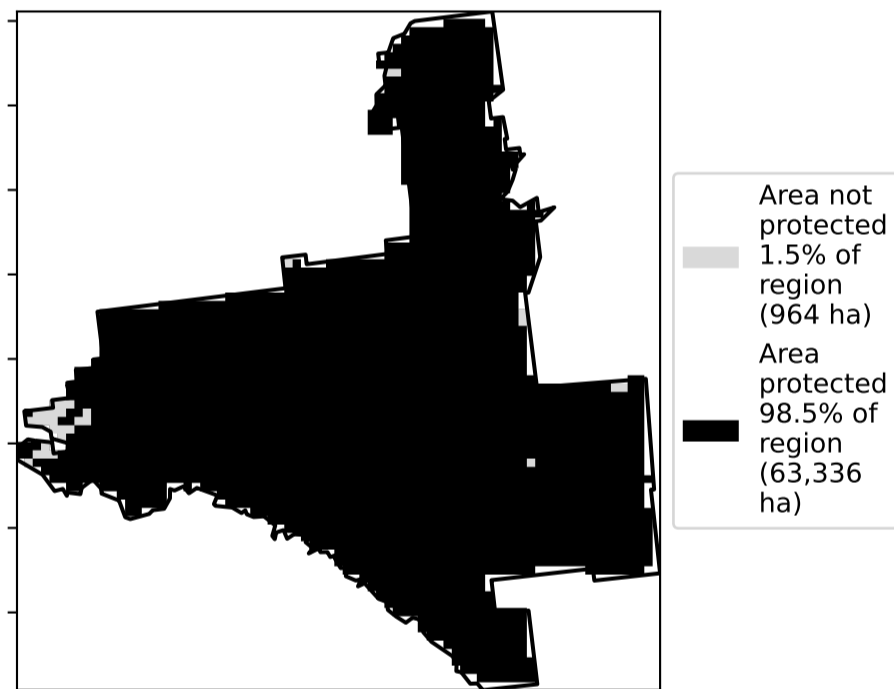 Area not
protected
1.5% of
region
(964 ha)
Area
protected
98.5% of
region
(63,336
ha)